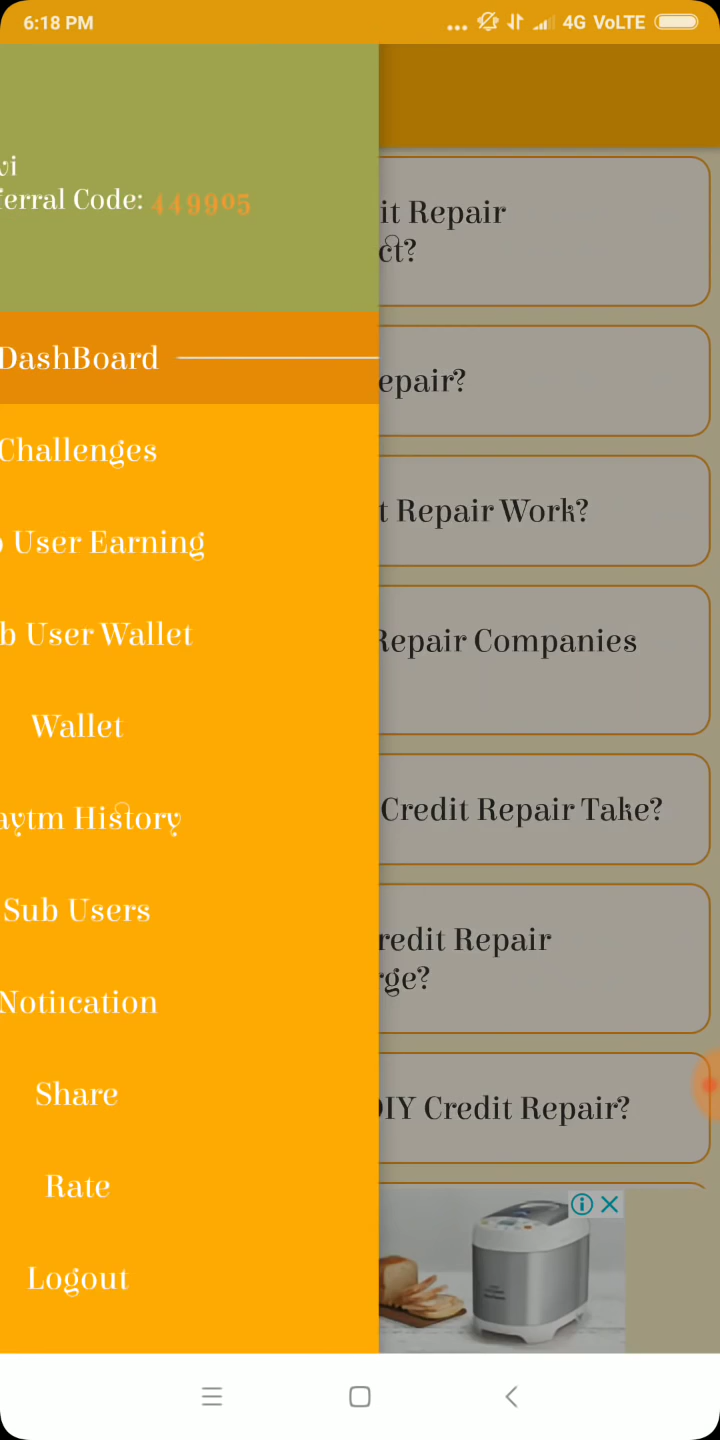 6:18 PM
4G VoLTE
vi
ferral Code: 449905
DashBoard
Challenges
User Earning
b User Wallet
Wallet
aytm History
Sub Users
Notification
Share
Rate
Logout
it Repair
ct?
epair?
t Repair Work?
Repair Companies
Credit Repair Take?
redit Repair
rge?
DIY Credit Repair?